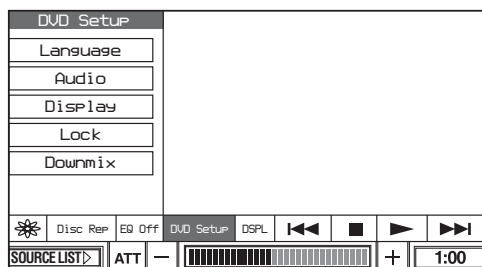 DVD Setup
Language
Audio
Display
Lock
Downmix
Disc Rep EQ Off DVD Setup DSPL
SOURCE LIST ATT − + 1:00